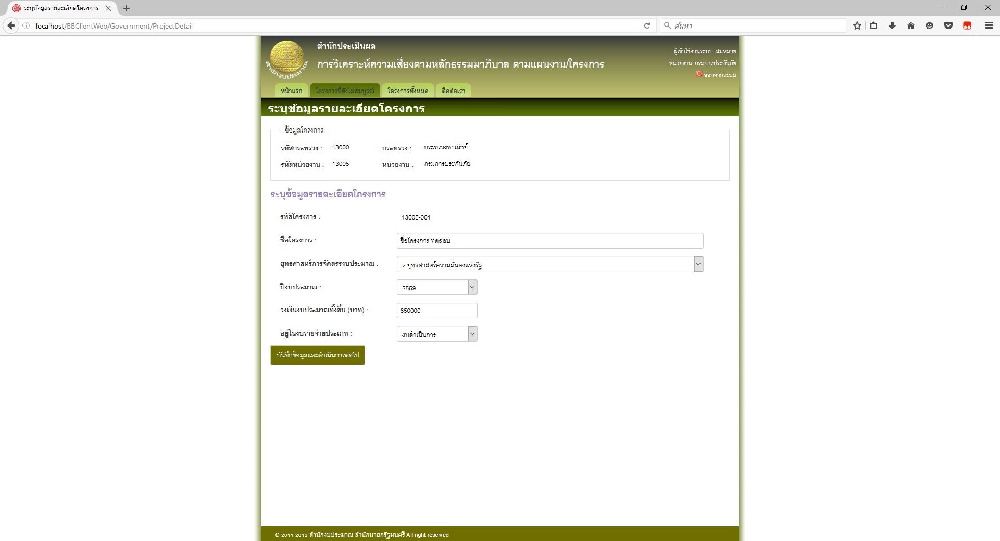 ระบุข้อมูลรายละเอียดโครงการ
localhost/BBClientWeb/Government/ProjectDetail
ค้นหา
สำนักงบประมาณ
สำนักประเมินผล
การวิเคราะห์ความเสี่ยงตามหลักธรรมมาภิบาล ตามแผนงาน/โครงการ
ผู้เข้าใช้งานระบบ: สมหมาย
หน่วยงาน: กรมการประกันภัย
ออกจากระบบ
หน้าแรก โครงการที่ยังไม่สมบูรณ์ โครงการทั้งหมด ติดต่อเรา
ระบุข้อมูลรายละเอียดโครงการ
ข้อมูลโครงการ
รหัสกระทรวง : 13000 กระทรวง : กระทรวงพาณิชย์
รหัสหน่วยงาน : 13005 หน่วยงาน : กรมการประกันภัย
ระบุข้อมูลรายละเอียดโครงการ
รหัสโครงการ : 13005-001
ชื่อโครงการ : ชื่อโครงการ ทดสอบ
ยุทธศาสตร์การจัดสรรงบประมาณ : 2 ยุทธศาสตร์ความมั่นคงแห่งรัฐ
ปีงบประมาณ : 2559
วงเงินงบประมาณทั้งสิ้น (บาท) : 650000
อยู่ในงบรายจ่ายประเภท : งบดำเนินการ
บันทึกข้อมูลและดำเนินการต่อไป
© 2011-2012 สำนักงบประมาณ สำนักนายกรัฐมนตรี All right reserved